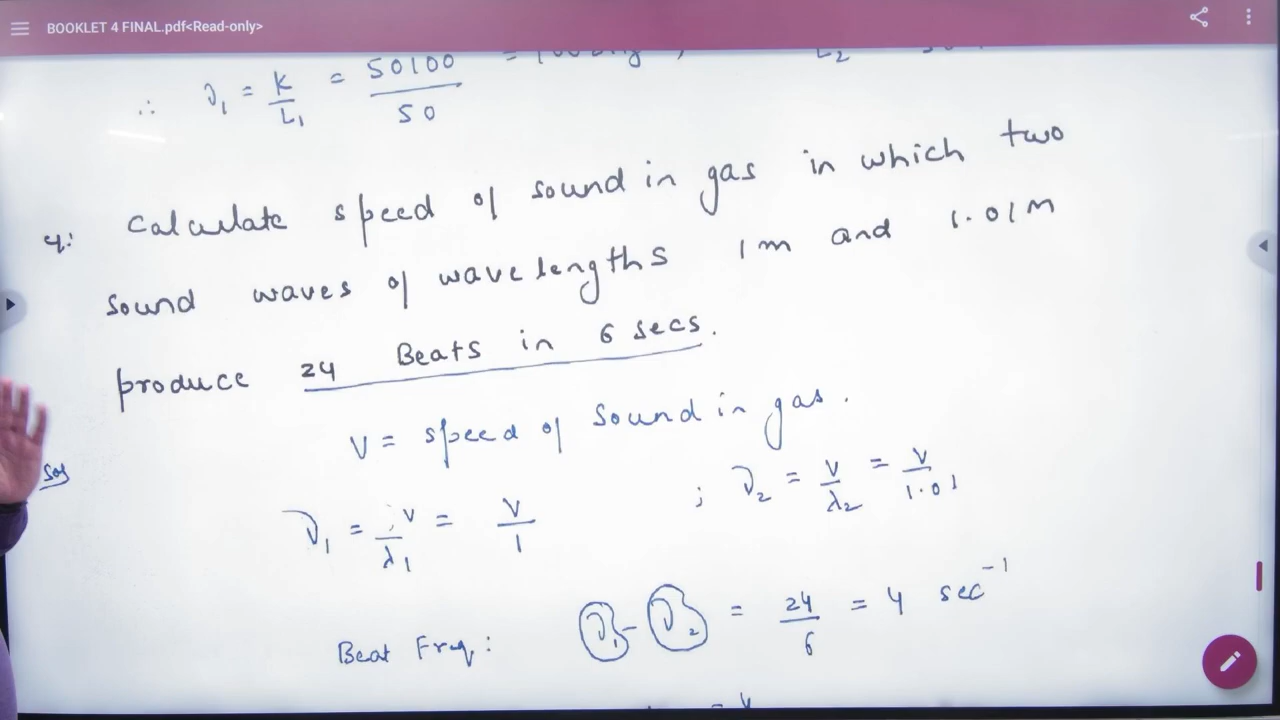 BOOKLET 4 FINAL.pdf<Read-only>
∴ ν₁ = K/L₁ = 50100/50 L₂
4: Calculate speed of sound in gas in which two
sound waves of wavelengths 1m and 1.01m
produce 24 Beats in 6 secs.
Sol V = speed of sound in gas.
ν₁ = V/λ₁ = V/1 ; ν₂ = V/λ₂ = V/1.01
Beat Freq: ν₁ - ν₂ = 24/6 = 4 sec⁻¹
= V